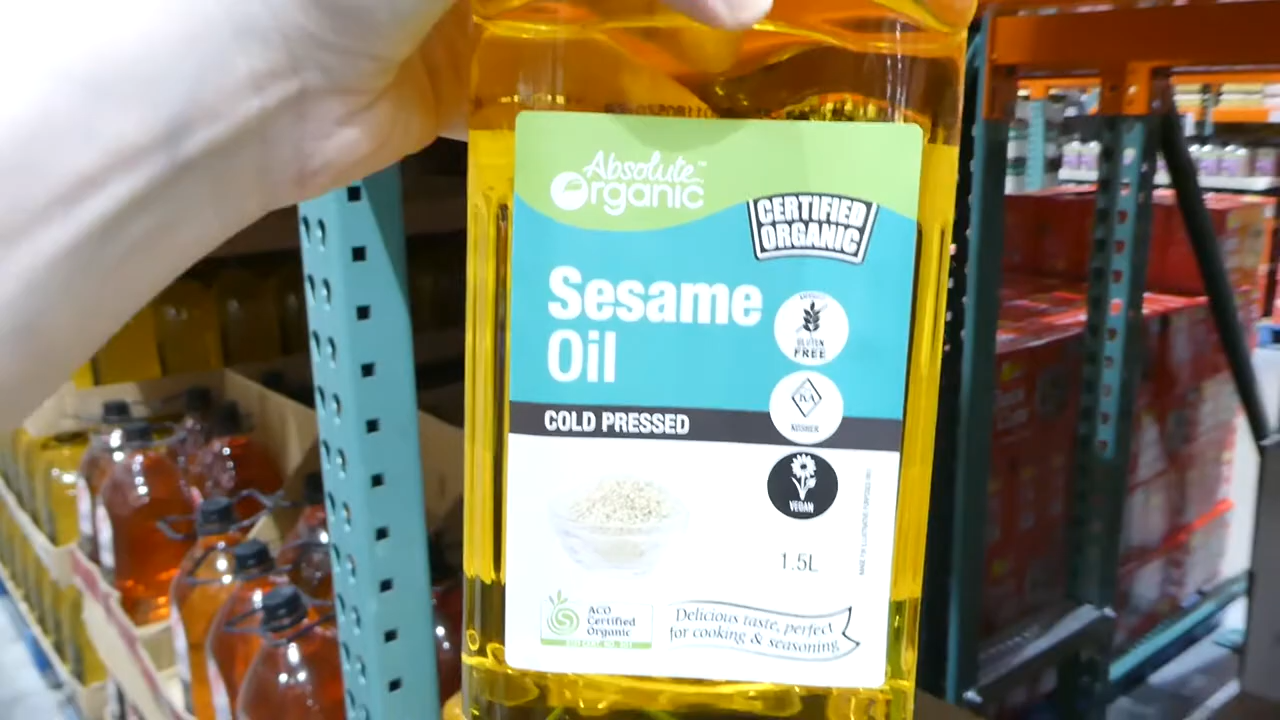 Absolute™
Organic
CERTIFIED
ORGANIC
Sesame
Oil
GLUTEN
FREE
COLD PRESSED
KOSHER
VEGAN
1.5L
ACO
Certified
Organic
Delicious taste, perfect
for cooking & seasoning